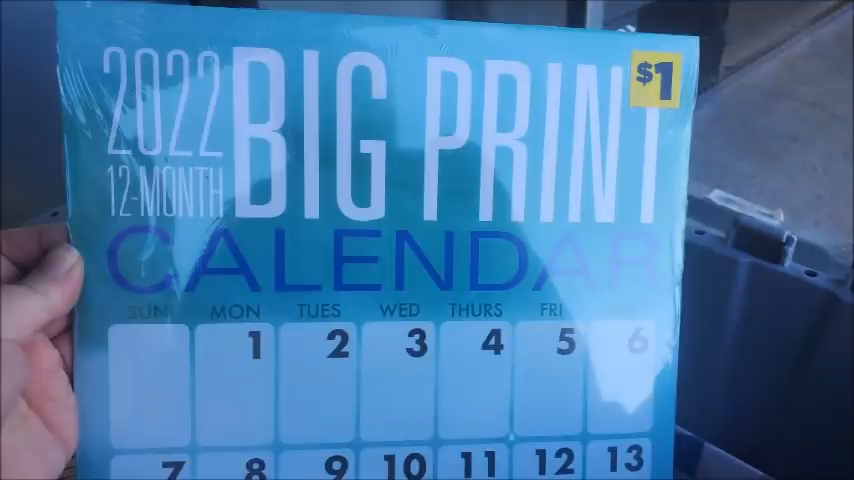 2022 BIG PRINT
12-MONTH
$1
CALENDAR
SUN MON TUES WED THURS FRI
1 2 3 4 5 6
7 8 9 10 11 12 13